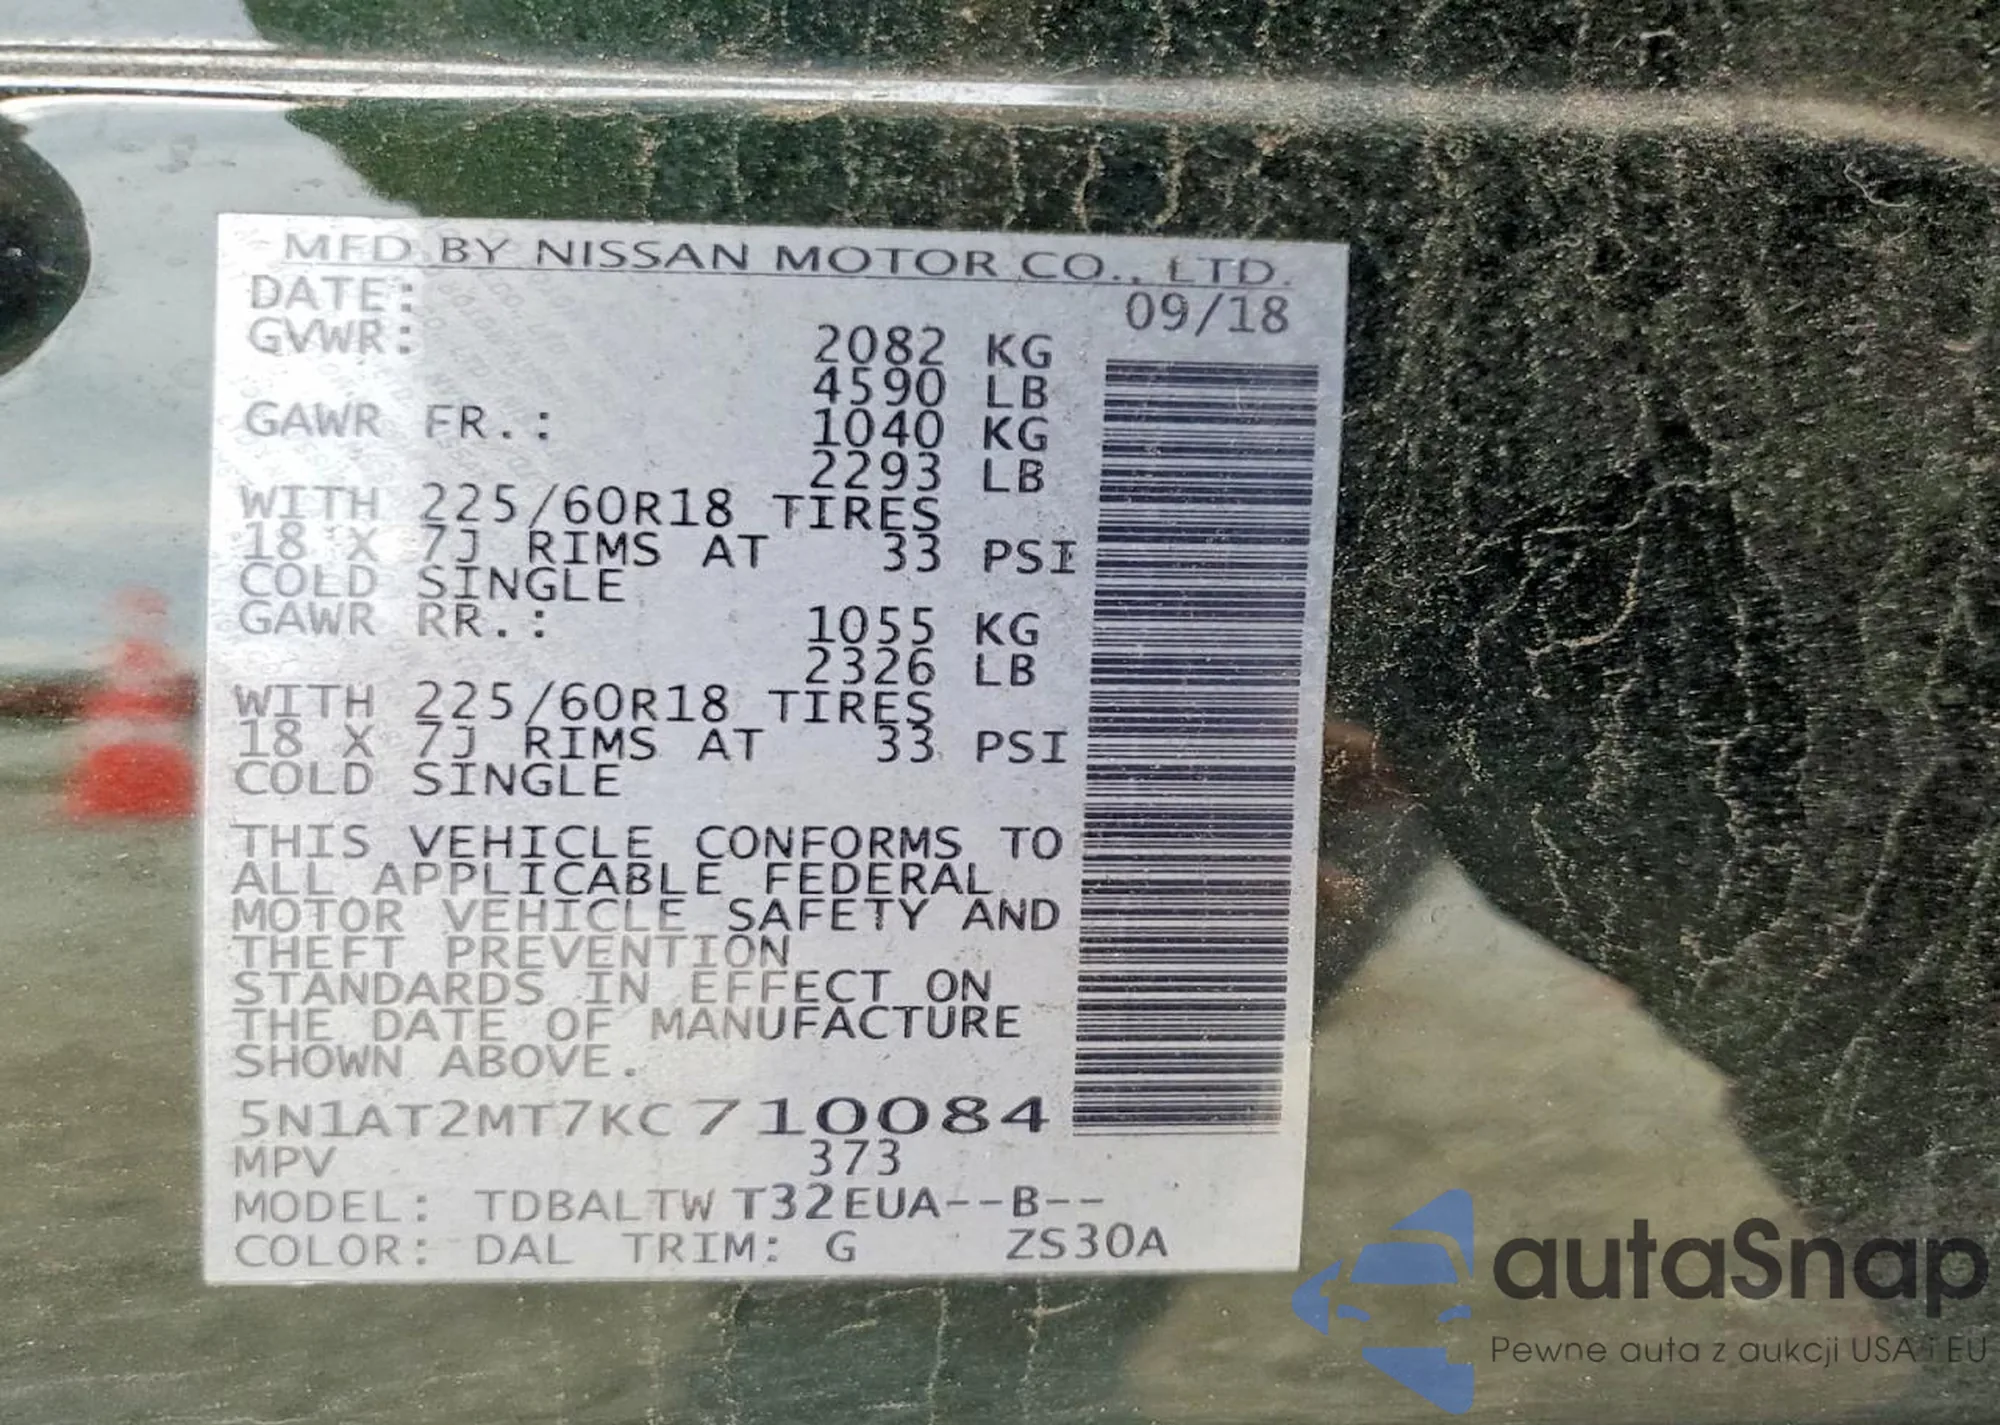 MFD BY NISSAN MOTOR CO., LTD.
DATE: 09/18
GVWR: 2082 KG
4590 LB
GAWR FR.: 1040 KG
2293 LB
WITH 225/60R18 TIRES
18 X 7J RIMS AT 33 PSI
COLD SINGLE
GAWR RR.: 1055 KG
2326 LB
WITH 225/60R18 TIRES
18 X 7J RIMS AT 33 PSI
COLD SINGLE
THIS VEHICLE CONFORMS TO
ALL APPLICABLE FEDERAL
MOTOR VEHICLE SAFETY AND
THEFT PREVENTION
STANDARDS IN EFFECT ON
THE DATE OF MANUFACTURE
SHOWN ABOVE.
5N1AT2MT7KC710084
MPV 373
MODEL: TDBALTWT32EUA--B--
COLOR: DAL TRIM: G ZS30A
autaSnap
Pewne auta z aukcji USA i EU